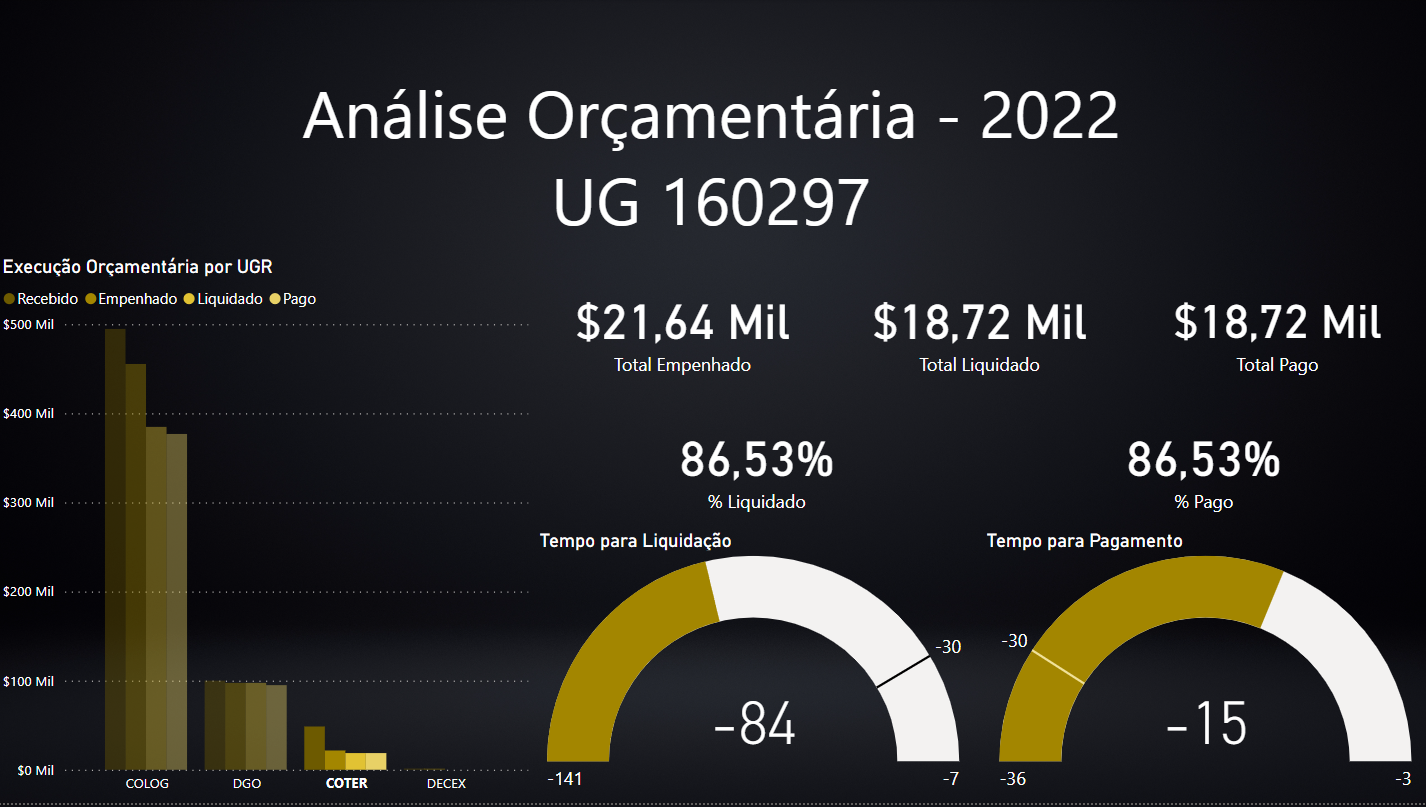 Análise Orçamentária - 2022
UG 160297
Execução Orçamentária por UGR
Recebido Empenhado Liquidado Pago
$500 Mil
$400 Mil
$300 Mil
$200 Mil
$100 Mil
$0 Mil
COLOG DGO COTER DECEX
$21,64 Mil
Total Empenhado
$18,72 Mil
Total Liquidado
$18,72 Mil
Total Pago
86,53%
% Liquidado
86,53%
% Pago
Tempo para Liquidação
-30
-84
-141
-7
Tempo para Pagamento
-30
-15
-36
-3